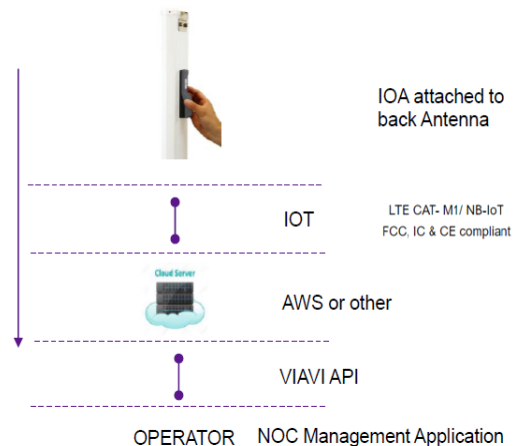 IOA attached to
back Antenna
IOT
LTE CAT- M1/ NB-IoT
FCC, IC & CE compliant
Cloud Server
AWS or other
VIAVI API
OPERATOR NOC Management Application